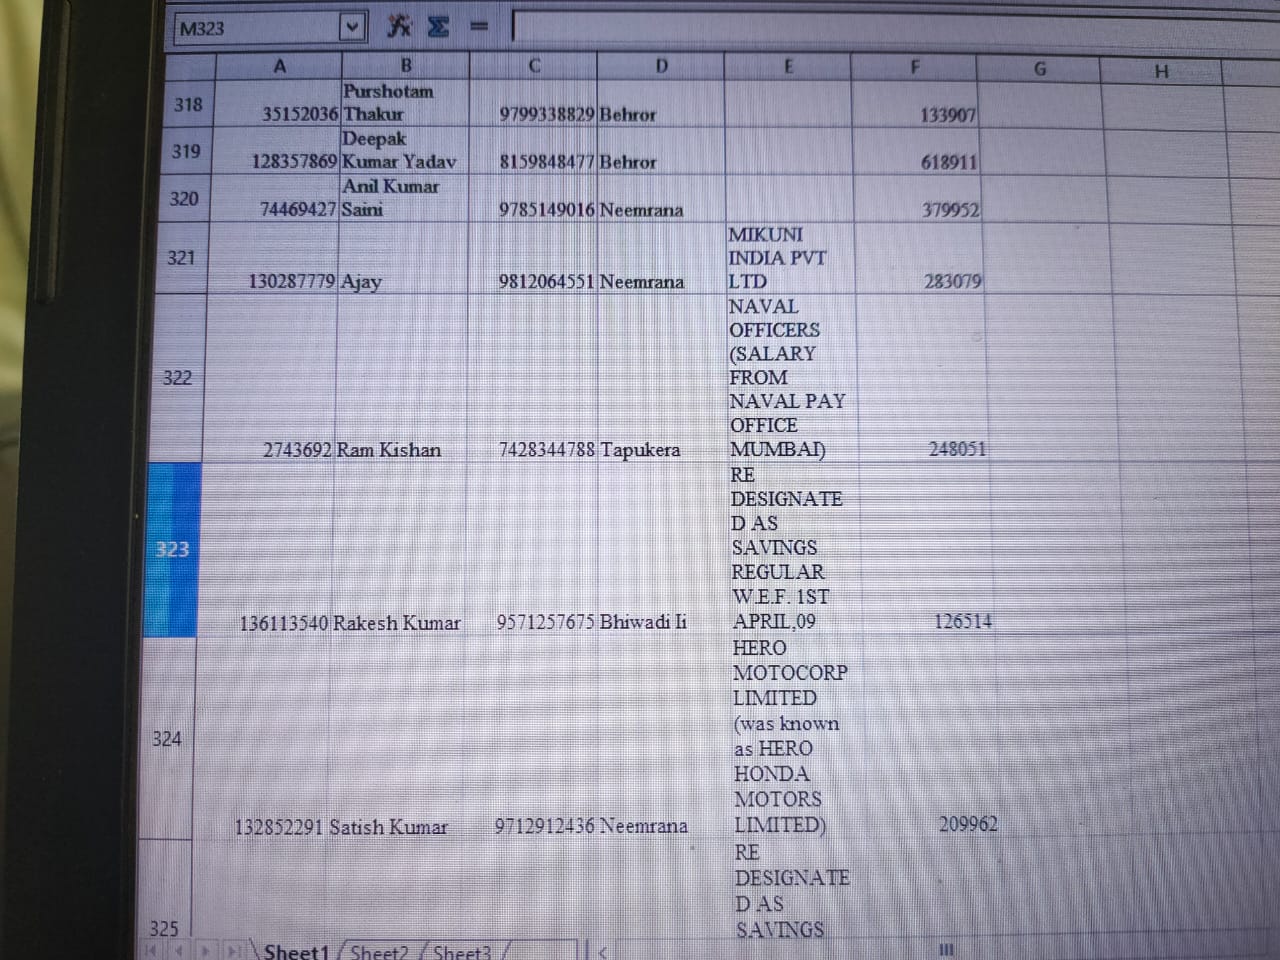 M323
A B C D E F G H
318 35152036 Purshotam Thakur 9799338829 Behror 133907
319 128357869 Deepak Kumar Yadav 8159848477 Behror 618911
320 74469427 Anil Kumar Saini 9785149016 Neemrana 379952
321 130287779 Ajay 9812064551 Neemrana MIKUNI INDIA PVT LTD 283079
322 2743692 Ram Kishan 7428344788 Tapukera NAVAL OFFICERS (SALARY FROM NAVAL PAY OFFICE MUMBAI) 248051
323 136113540 Rakesh Kumar 9571257675 Bhiwadi Ii RE DESIGNATE D AS SAVINGS REGULAR W.E.F. 1ST APRIL,09 126514
324 132852291 Satish Kumar 9712912436 Neemrana HERO MOTOCORP LIMITED (was known as HERO HONDA MOTORS LIMITED) 209962
325 RE DESIGNATE D AS SAVINGS
Sheet1 Sheet2 Sheet3